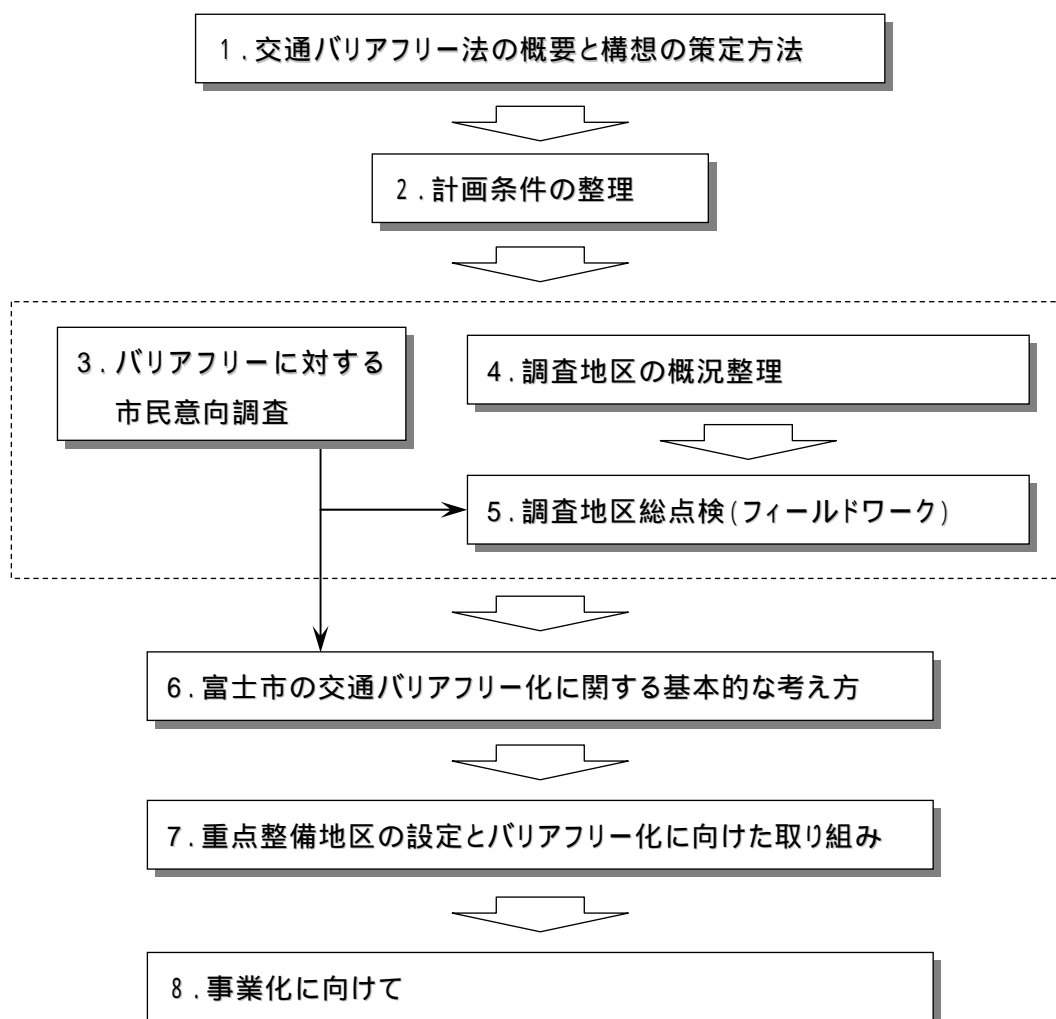 1．交通バリアフリー法の概要と構想の策定方法
2．計画条件の整理
3．バリアフリーに対する
市民意向調査
4．調査地区の概況整理
5．調査地区総点検(フィールドワーク)
6．富士市の交通バリアフリー化に関する基本的な考え方
7．重点整備地区の設定とバリアフリー化に向けた取り組み
8．事業化に向けて